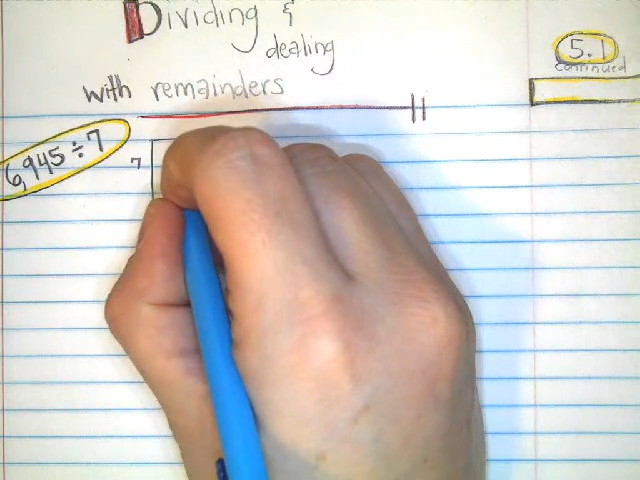 Dividing &
dealing
with remainders
5.1
continued
6,945 ÷ 7
7